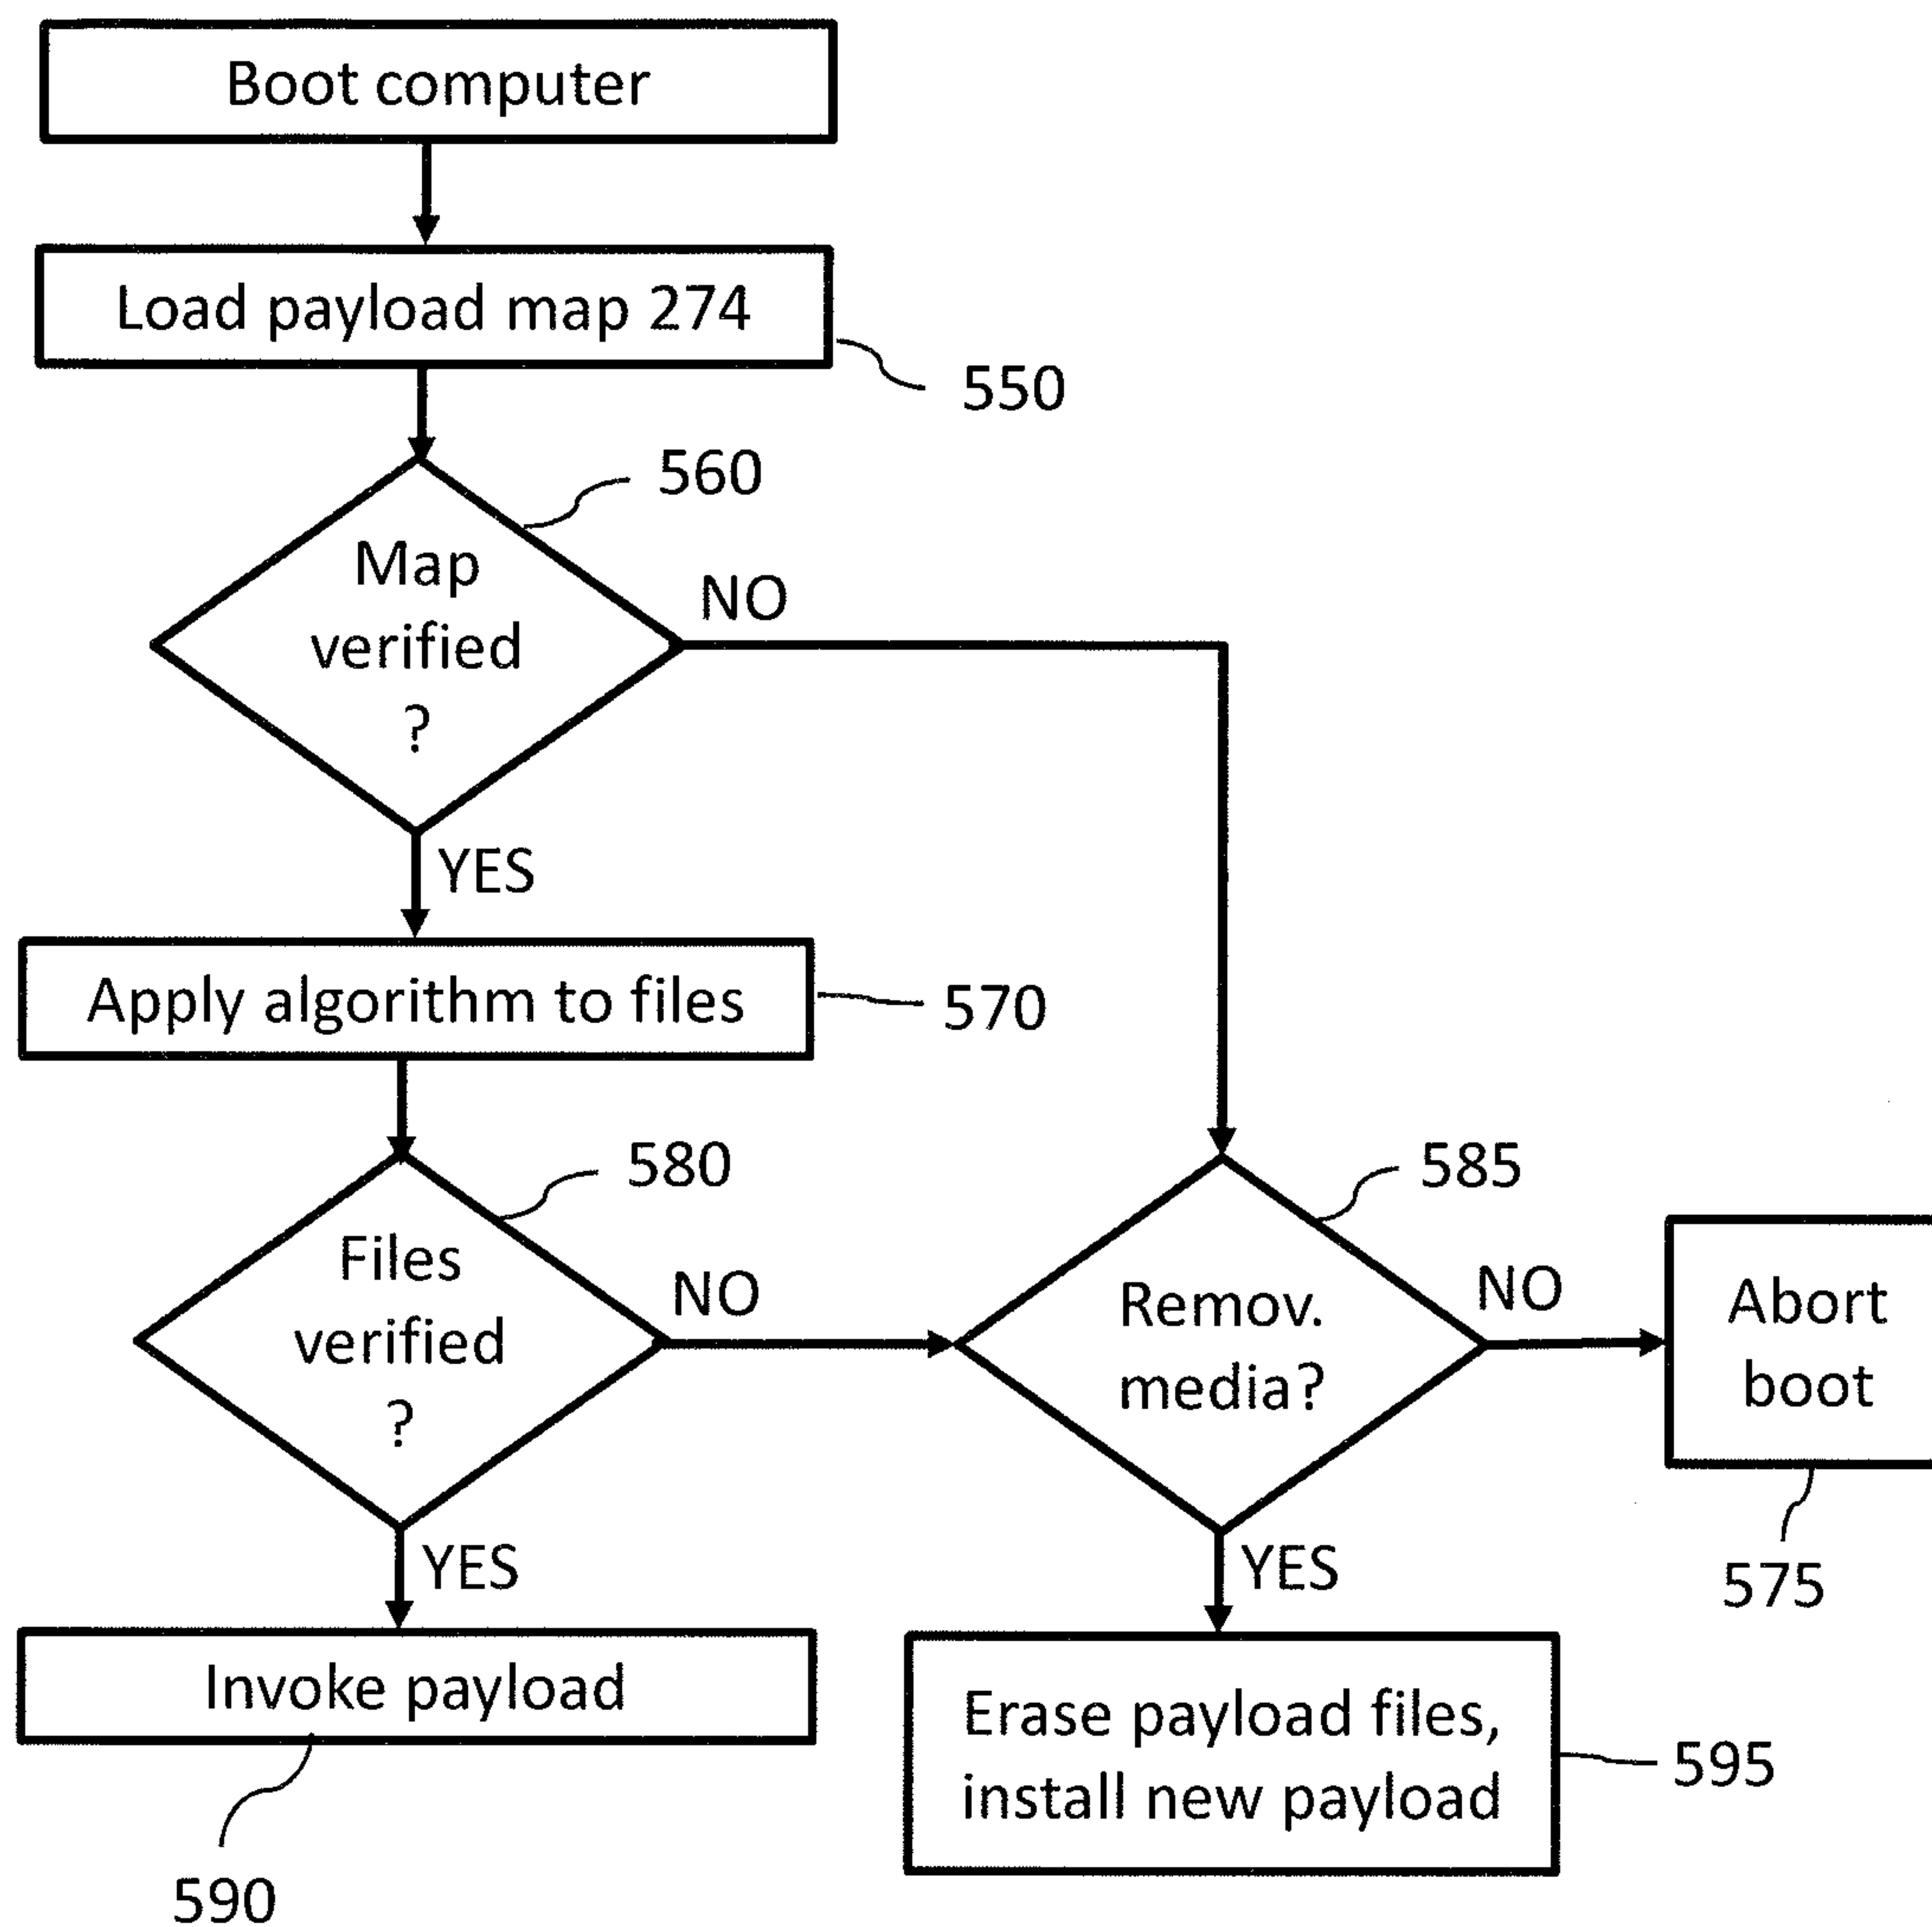 Boot computer
Load payload map 274
550
560
Map
verified
?
NO
YES
Apply algorithm to files
570
580
585
Files
verified
?
NO
Remov.
media?
NO
Abort
boot
575
YES
YES
Invoke payload
Erase payload files,
install new payload
595
590